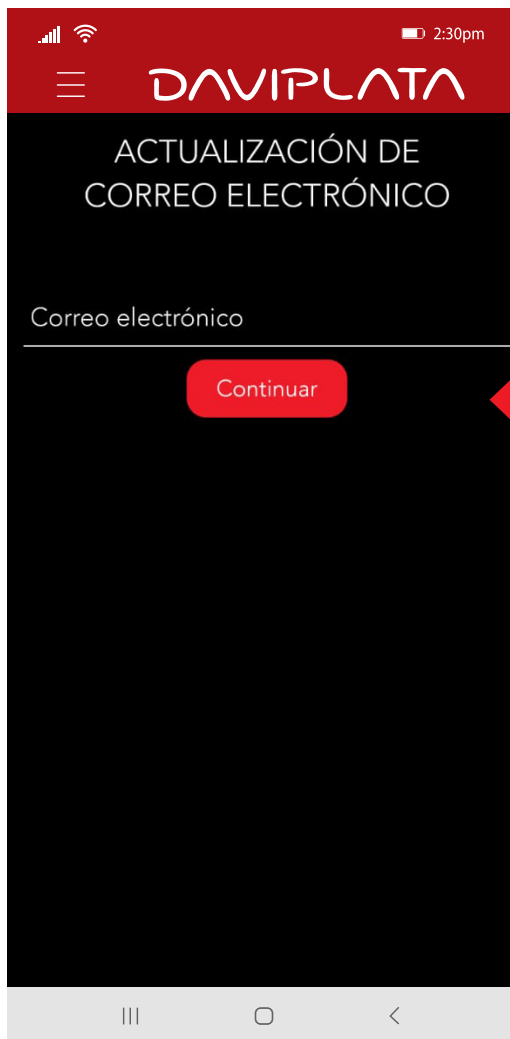 2:30pm
DAVIPLATA
ACTUALIZACIÓN DE
CORREO ELECTRÓNICO
Correo electrónico
Continuar